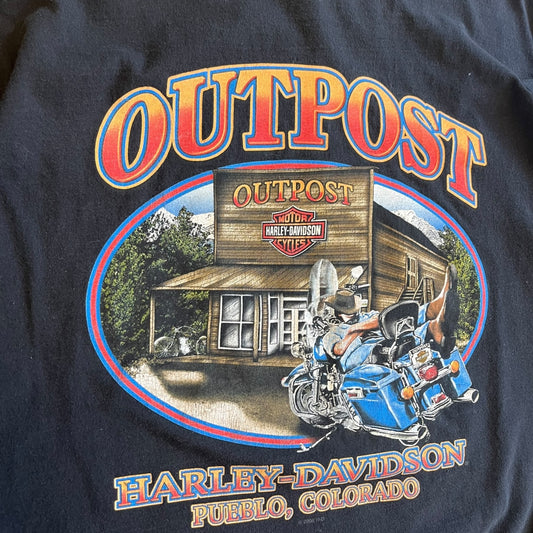 OUTPOST
OUTPOST
MOTOR
HARLEY-DAVIDSON
CYCLES
HARLEY-DAVIDSON
PUEBLO, COLORADO